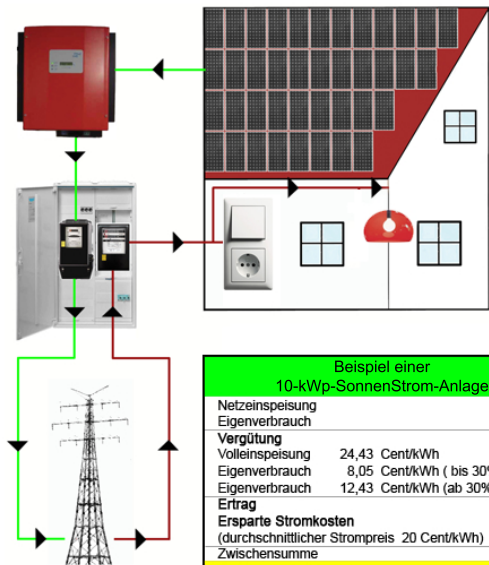 Beispiel einer
10-kWp-SonnenStrom-Anlage
Netzeinspeisung
Eigenverbrauch
Vergütung
Volleinspeisung 24,43 Cent/kWh
Eigenverbrauch 8,05 Cent/kWh ( bis 30%
Eigenverbrauch 12,43 Cent/kWh (ab 30%
Ertrag
Ersparte Stromkosten
(durchschnittlicher Strompreis 20 Cent/kWh)
Zwischensumme